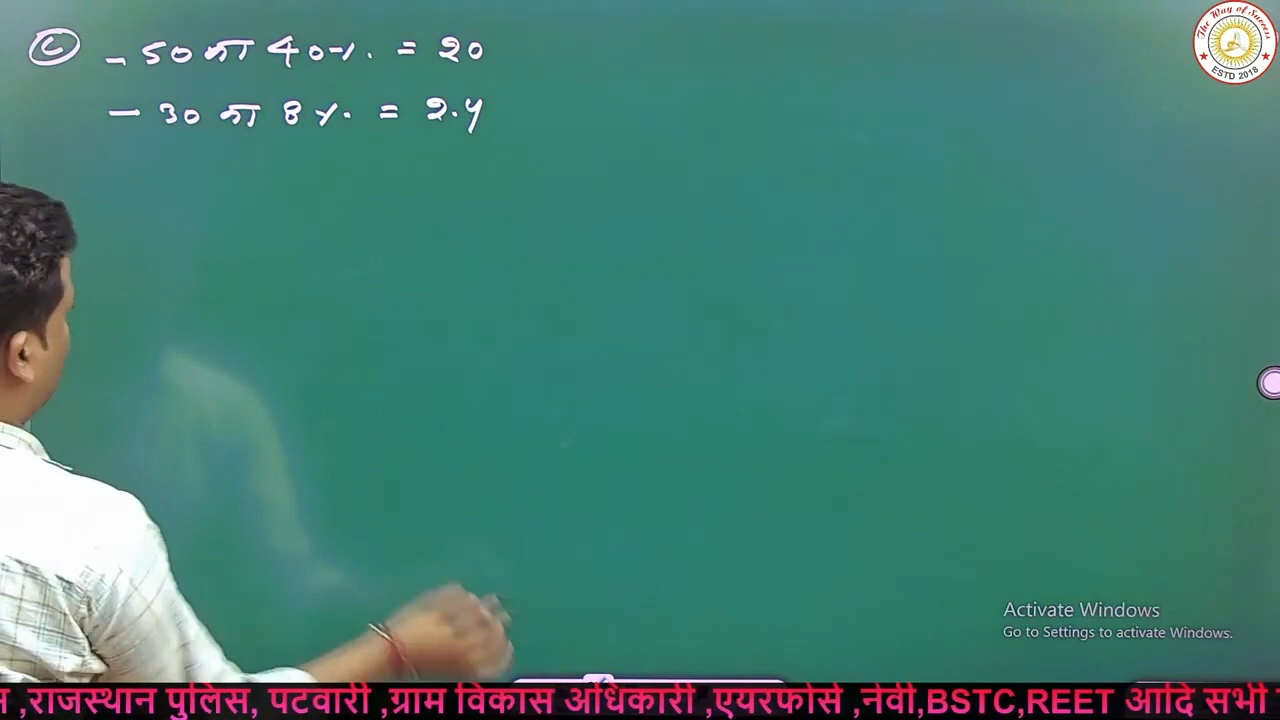 © - 50 का 40% = 20
The Way of Success
ESTD 2018
- 30 का 8% = 2.4
Activate Windows
Go to Settings to activate Windows.
,राजस्थान पुलिस, पटवारी ,ग्राम विकास अधिकारी ,एयरफोर्स ,नेवी,BSTC,REET आदि सभी